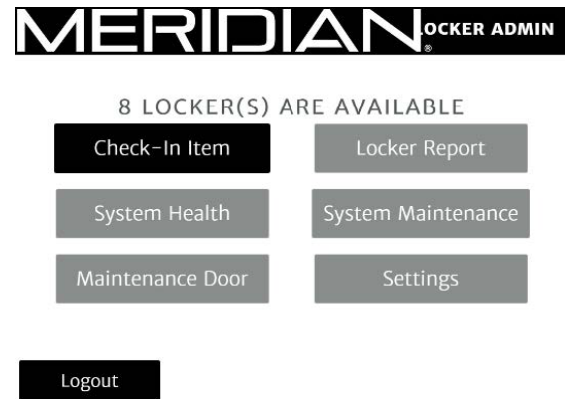 MERIDIAN® LOCKER ADMIN
8 LOCKER(S) ARE AVAILABLE
Check-In Item
Locker Report
System Health
System Maintenance
Maintenance Door
Settings
Logout